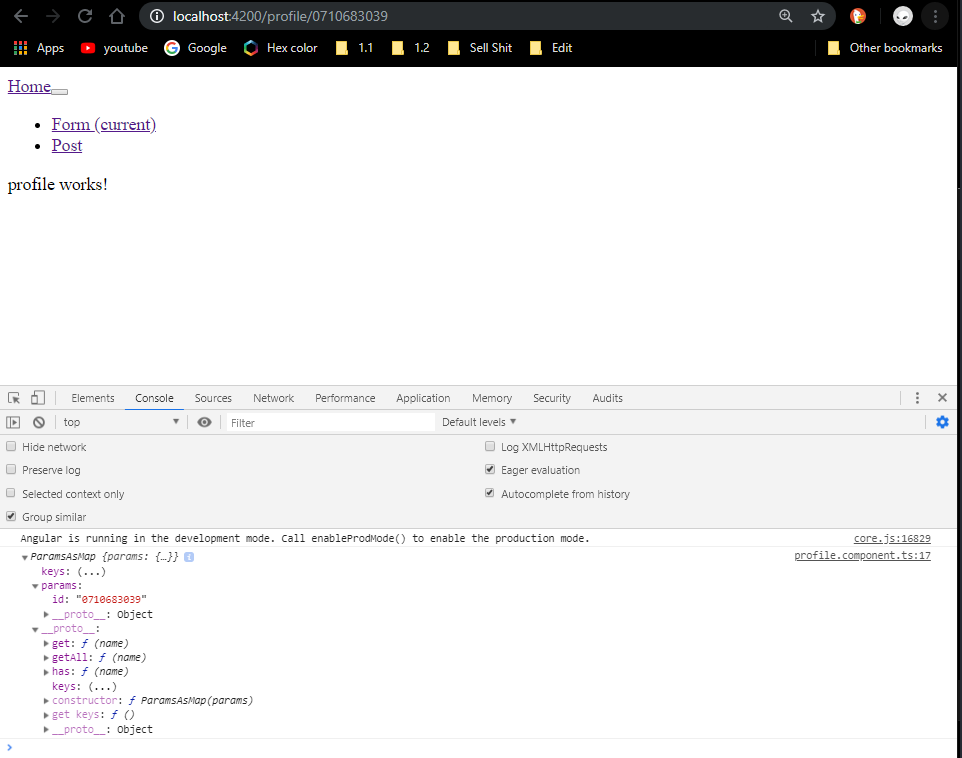 localhost:4200/profile/0710683039
Apps youtube Google Hex color 1.1 1.2 Sell Shit Edit Other bookmarks
Home
Form (current)
Post
profile works!
Elements Console Sources Network Performance Application Memory Security Audits
top Filter Default levels
Hide network Log XMLHttpRequests
Preserve log Eager evaluation
Selected context only Autocomplete from history
Group similar
Angular is running in the development mode. Call enableProdMode() to enable the production mode. core.js:16829
ParamsAsMap {params: {…}} i profile.component.ts:17
keys: (...)
params:
id: "0710683039"
__proto__: Object
__proto__:
get: ƒ (name)
getAll: ƒ (name)
has: ƒ (name)
keys: (...)
constructor: ƒ ParamsAsMap(params)
get keys: ƒ ()
__proto__: Object